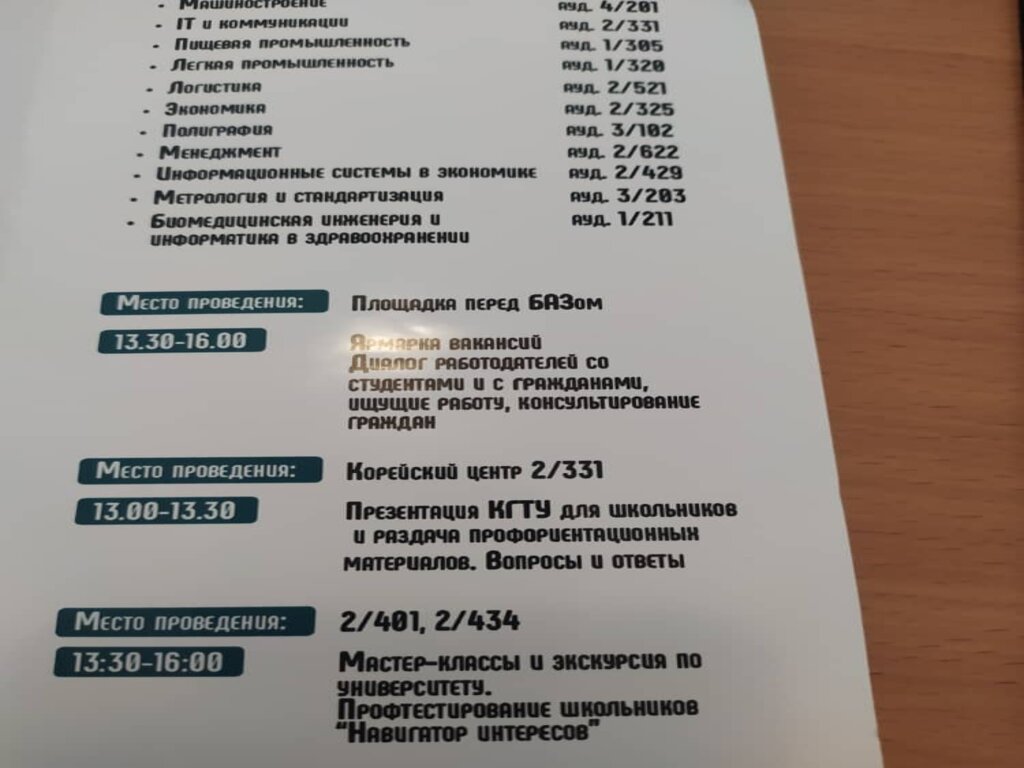 - Машиностроение ауд. 4/201
- IT и коммуникации ауд. 2/331
- Пищевая промышленность ауд. 1/305
- Легкая промышленность ауд. 1/320
- Логистика ауд. 2/521
- Экономика ауд. 2/325
- Полиграфия ауд. 3/102
- Менеджмент ауд. 2/622
- Информационные системы в экономике ауд. 2/429
- Метрология и стандартизация ауд. 3/203
- Биомедицинская инженерия и ауд. 1/211
информатика в здравоохранении
Место проведения: Площадка перед БАЗом
13.30-16.00 Ярмарка вакансий
Диалог работодателей со
студентами и с гражданами,
ищущие работу, консультирование
граждан
Место проведения: Корейский центр 2/331
13.00-13.30 Презентация КГТУ для школьников
и раздача профориентационных
материалов. Вопросы и ответы
Место проведения: 2/401, 2/434
13:30-16:00 Мастер-классы и экскурсия по
университету.
Профтестирование школьников
“Навигатор интересов”